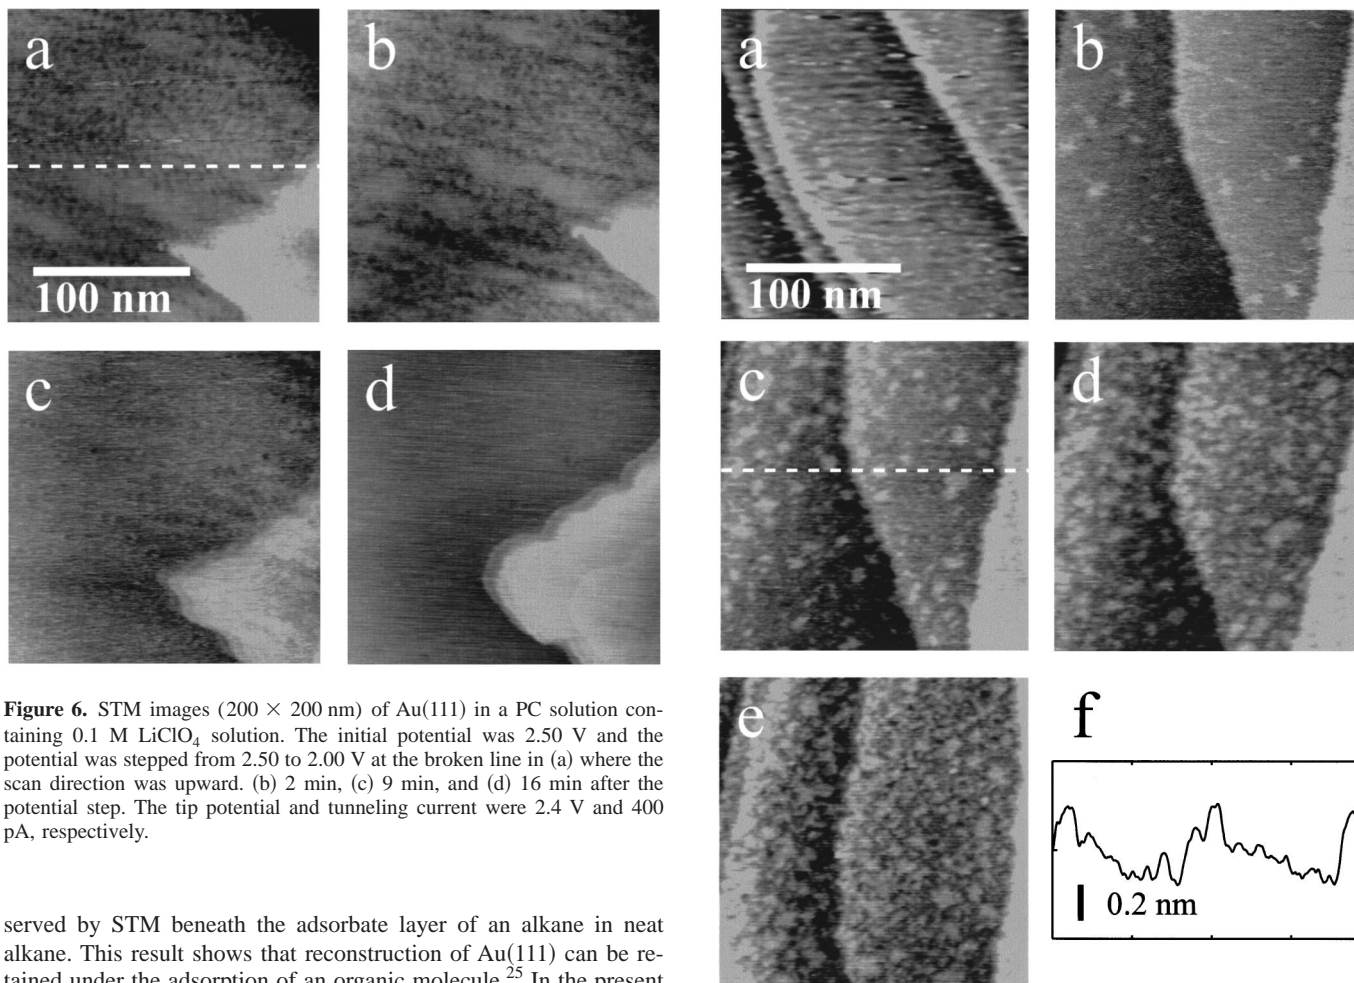 a
b
100 nm
c
d
Figure 6. STM images (200 × 200 nm) of Au(111) in a PC solution con-
taining 0.1 M LiClO4 solution. The initial potential was 2.50 V and the
potential was stepped from 2.50 to 2.00 V at the broken line in (a) where the
scan direction was upward. (b) 2 min, (c) 9 min, and (d) 16 min after the
potential step. The tip potential and tunneling current were 2.4 V and 400
pA, respectively.
served by STM beneath the adsorbate layer of an alkane in neat
alkane. This result shows that reconstruction of Au(111) can be re-
tained under the adsorption of an organic molecule.25 In the present
a
b
100 nm
c
d
e
f
0.2 nm